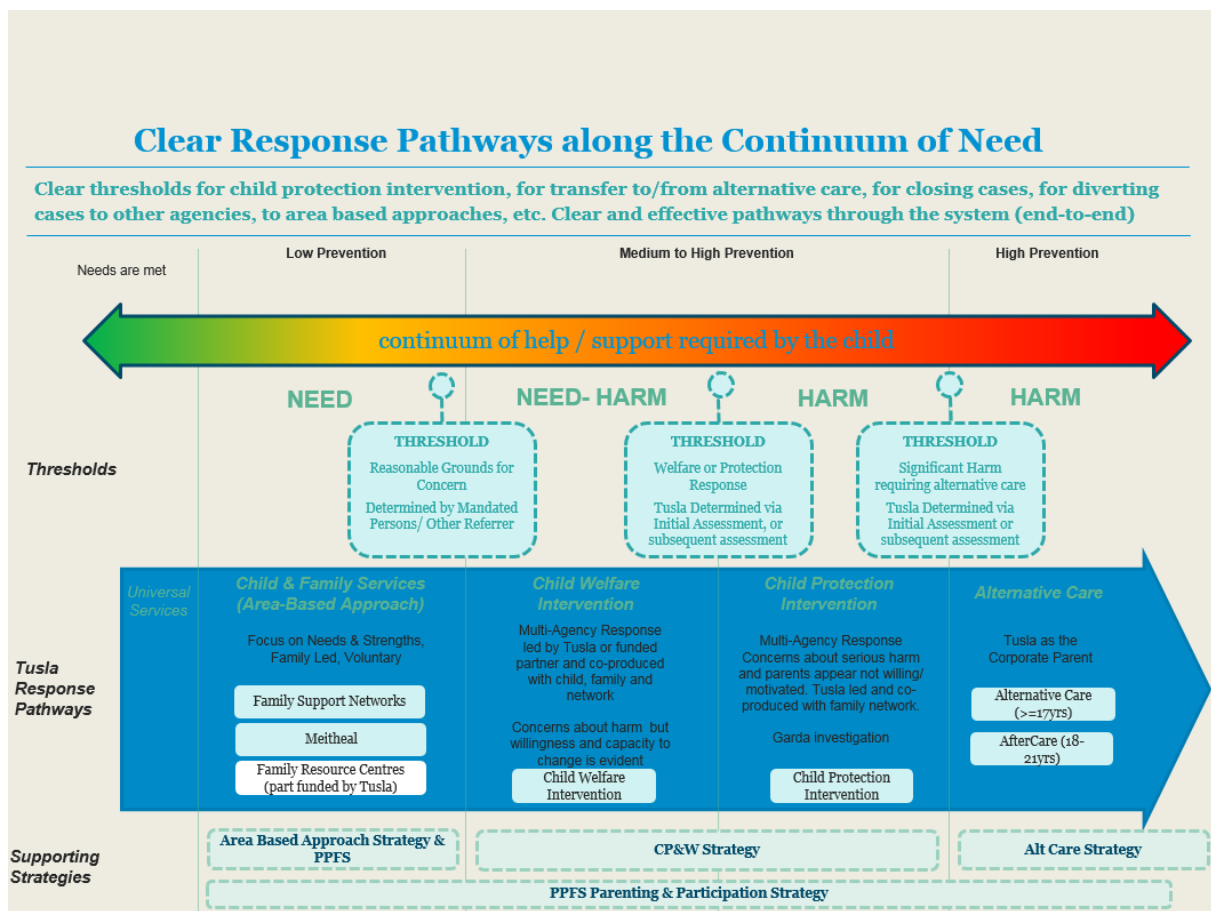 Clear Response Pathways along the Continuum of Need
Clear thresholds for child protection intervention, for transfer to/from alternative care, for closing cases, for diverting
cases to other agencies, to area based approaches, etc. Clear and effective pathways through the system (end-to-end)
Needs are met
Low Prevention
Medium to High Prevention
High Prevention
continuum of help / support required by the child
NEED
NEED- HARM
HARM
HARM
Thresholds
THRESHOLD
Reasonable Grounds for
Concern
Determined by Mandated
Persons/ Other Referrer
THRESHOLD
Welfare or Protection
Response
Tusla Determined via
Initial Assessment, or
subsequent assessment
THRESHOLD
Significant Harm
requiring alternative care
Tusla Determined via
Initial Assessment or
subsequent assessment
Tusla
Response
Pathways
Universal
Services
Child & Family Services
(Area-Based Approach)
Focus on Needs & Strengths,
Family Led, Voluntary
Family Support Networks
Meitheal
Family Resource Centres
(part funded by Tusla)
Child Welfare
Intervention
Multi-Agency Response
led by Tusla or funded
partner and co-produced
with child, family and
network
Concerns about harm but
willingness and capacity to
change is evident
Child Welfare
Intervention
Child Protection
Intervention
Multi-Agency Response
Concerns about serious harm
and parents appear not willing/
motivated. Tusla led and co-
produced with family network.
Garda investigation
Child Protection
Intervention
Alternative Care
Tusla as the
Corporate Parent
Alternative Care
(>=17yrs)
AfterCare (18-
21yrs)
Supporting
Strategies
Area Based Approach Strategy &
PPFS
CP&W Strategy
Alt Care Strategy
PPFS Parenting & Participation Strategy